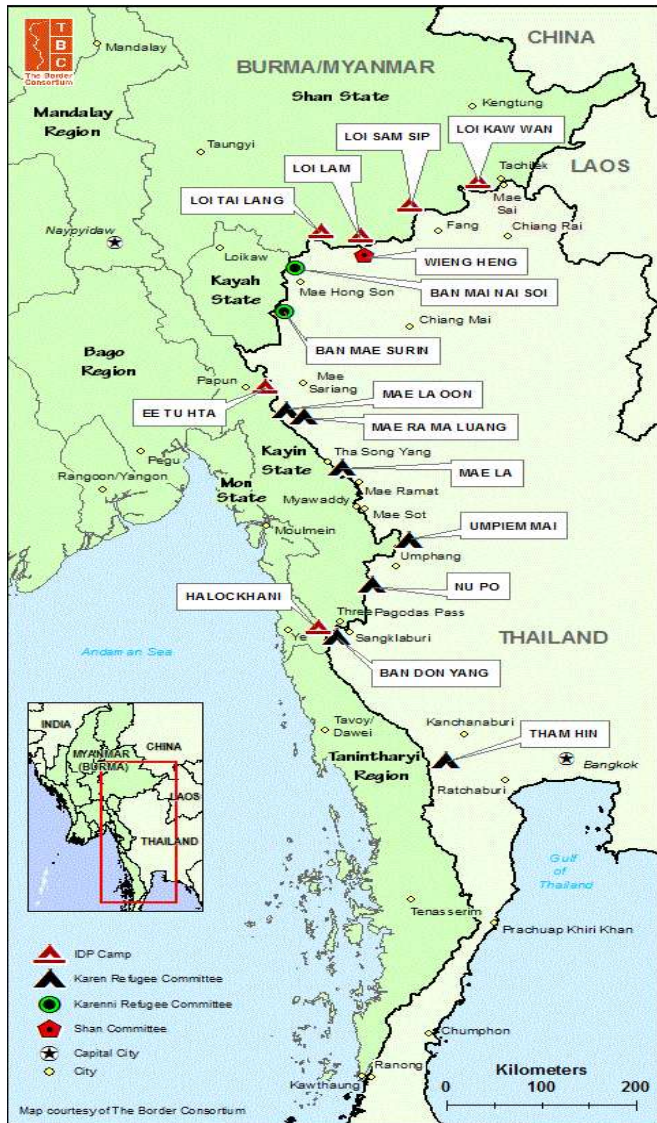 T
B
C
The Border
Consortium
CHINA
Mandalay
BURMA/MYANMAR
Shan State
Mandalay
Region
Kengtung
Taungyi
LOI SAM SIP
LOI KAW WAN
LAOS
LOI LAM
Tachilek
LOI TAI LANG
Mae
Sai
Naypyidaw
Fang
Chiang Rai
Loikaw
WIENG HENG
Kayah
State
Mae Hong Son
BAN MAI NAI SOI
Chiang Mai
Bago
Region
BAN MAE SURIN
Papun
Mae
Sariang
MAE LA OON
EE TU HTA
MAE RA MA LUANG
Kayin
State
Pegu
Tha Song Yang
MAE LA
Rangoon/Yangon
Mon
State
Mae Ramat
Myawaddy
Mae Sot
Moulmein
UMPIEM MAI
Umphang
NU PO
HALOCKHANI
Three Pagodas Pass
Ye
Sangklaburi
THAILAND
Andaman Sea
BAN DON YANG
Tavoy/
Dawei
Kanchanaburi
THAM HIN
Tanintharyi
Region
Bangkok
Ratchaburi
INDIA
CHINA
MYANMAR
(BURMA)
LAOS
THAILAND
Gulf
of
Thailand
Tenasserim
Prachuap Khiri Khan
IDP Camp
Karen Refugee Committee
Karenni Refugee Committee
Shan Committee
Capital City
City
Chumphon
Ranong
Kawthaung
Kilometers
0 100 200
Map courtesy of The Border Consortium